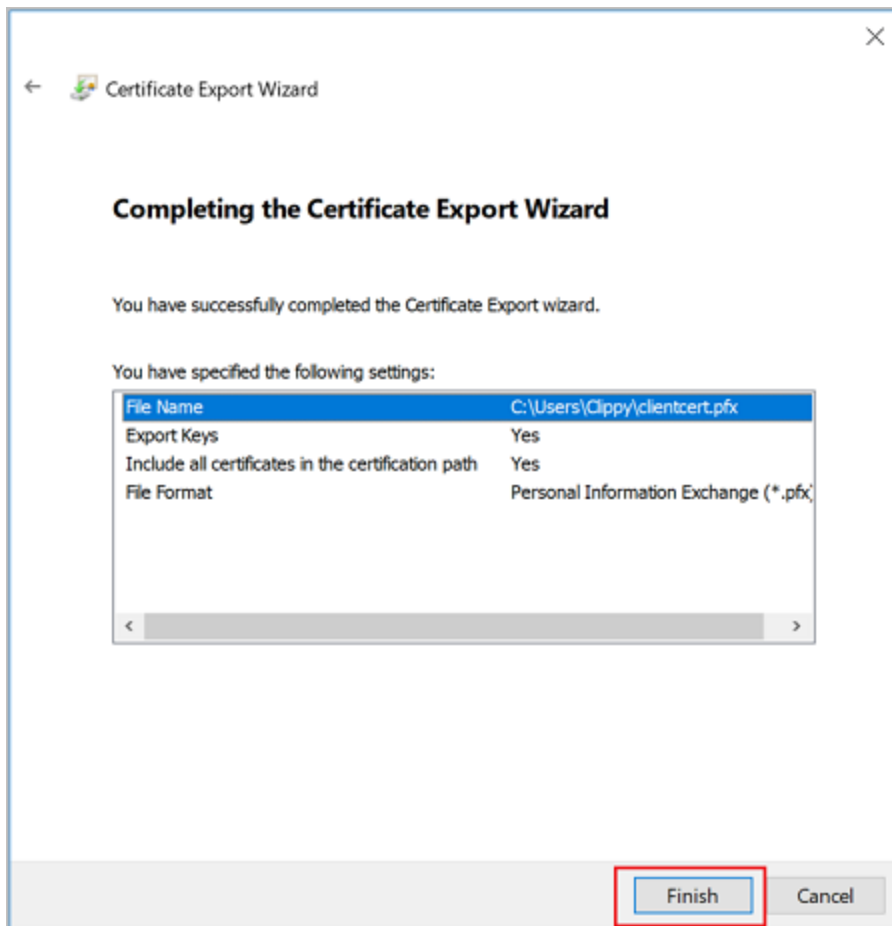 Certificate Export Wizard
Completing the Certificate Export Wizard
You have successfully completed the Certificate Export wizard.
You have specified the following settings:
File Name C:\Users\Clippy\clientcert.pfx
Export Keys Yes
Include all certificates in the certification path Yes
File Format Personal Information Exchange (*.pfx)
Finish Cancel